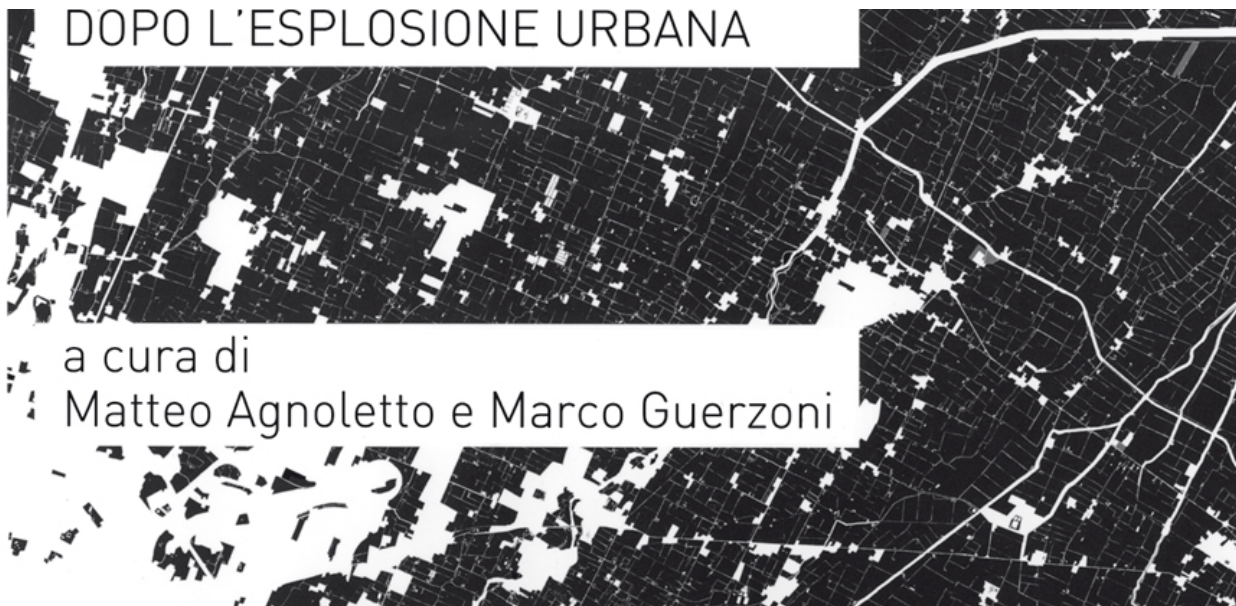 DOPO L'ESPLOSIONE URBANA
a cura di
Matteo Agnoletto e Marco Guerzoni